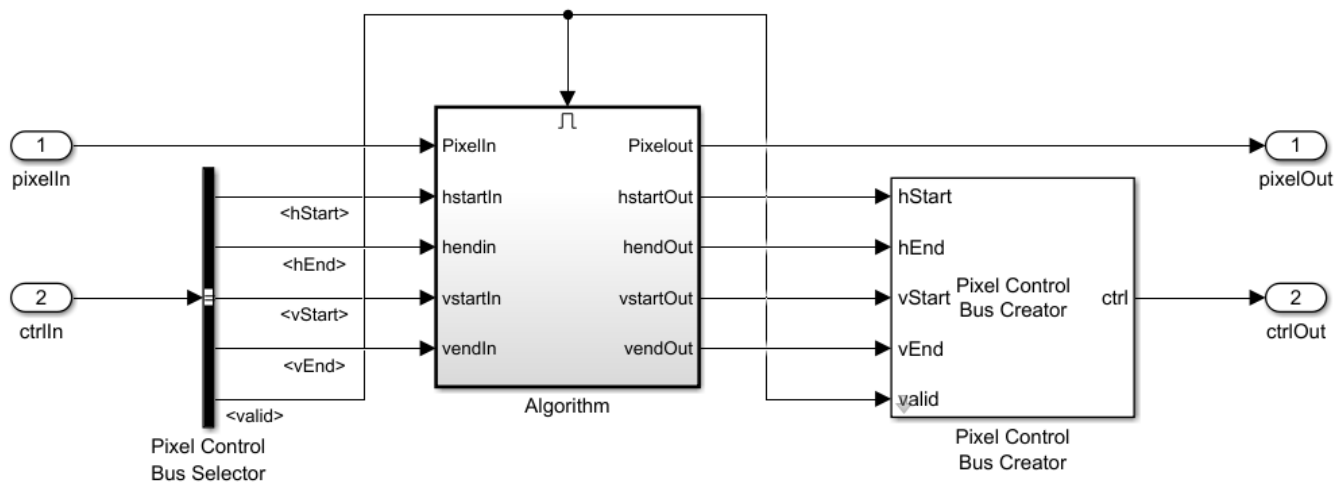 1
pixelIn
2
ctrlIn
<hStart>
<hEnd>
<vStart>
<vEnd>
<valid>
Pixel Control
Bus Selector
PixelIn
hstartIn
hendin
vstartIn
vendIn
Pixelout
hstartOut
hendOut
vstartOut
vendOut
Algorithm
hStart
hEnd
vStart
vEnd
valid
Pixel Control
Bus Creator
ctrl
Pixel Control
Bus Creator
1
pixelOut
2
ctrlOut